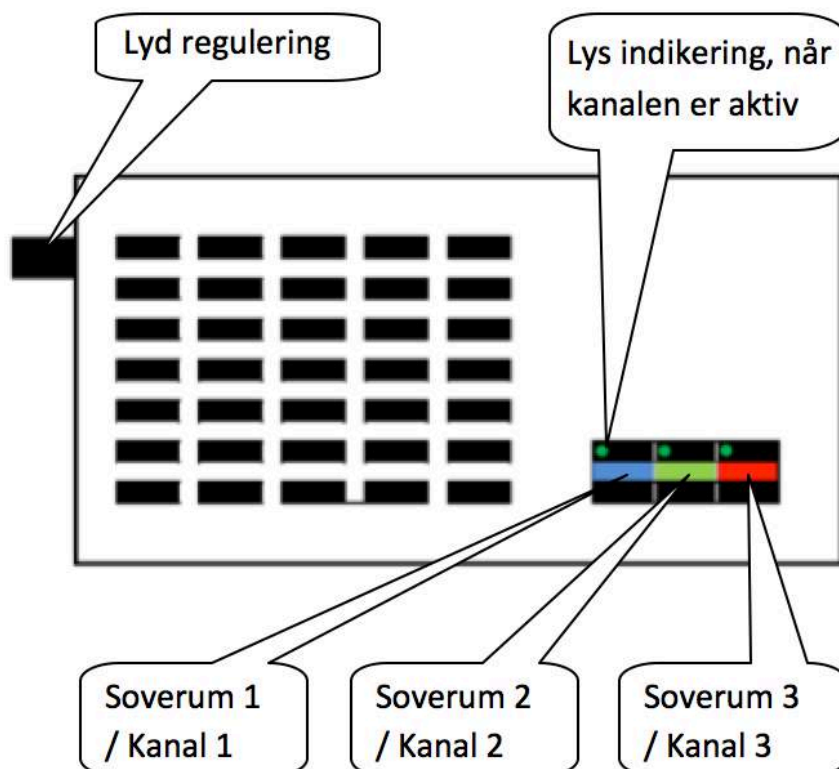 Lyd regulering
Lys indikering, når
kanalen er aktiv
Soverum 1
/ Kanal 1
Soverum 2
/ Kanal 2
Soverum 3
/ Kanal 3